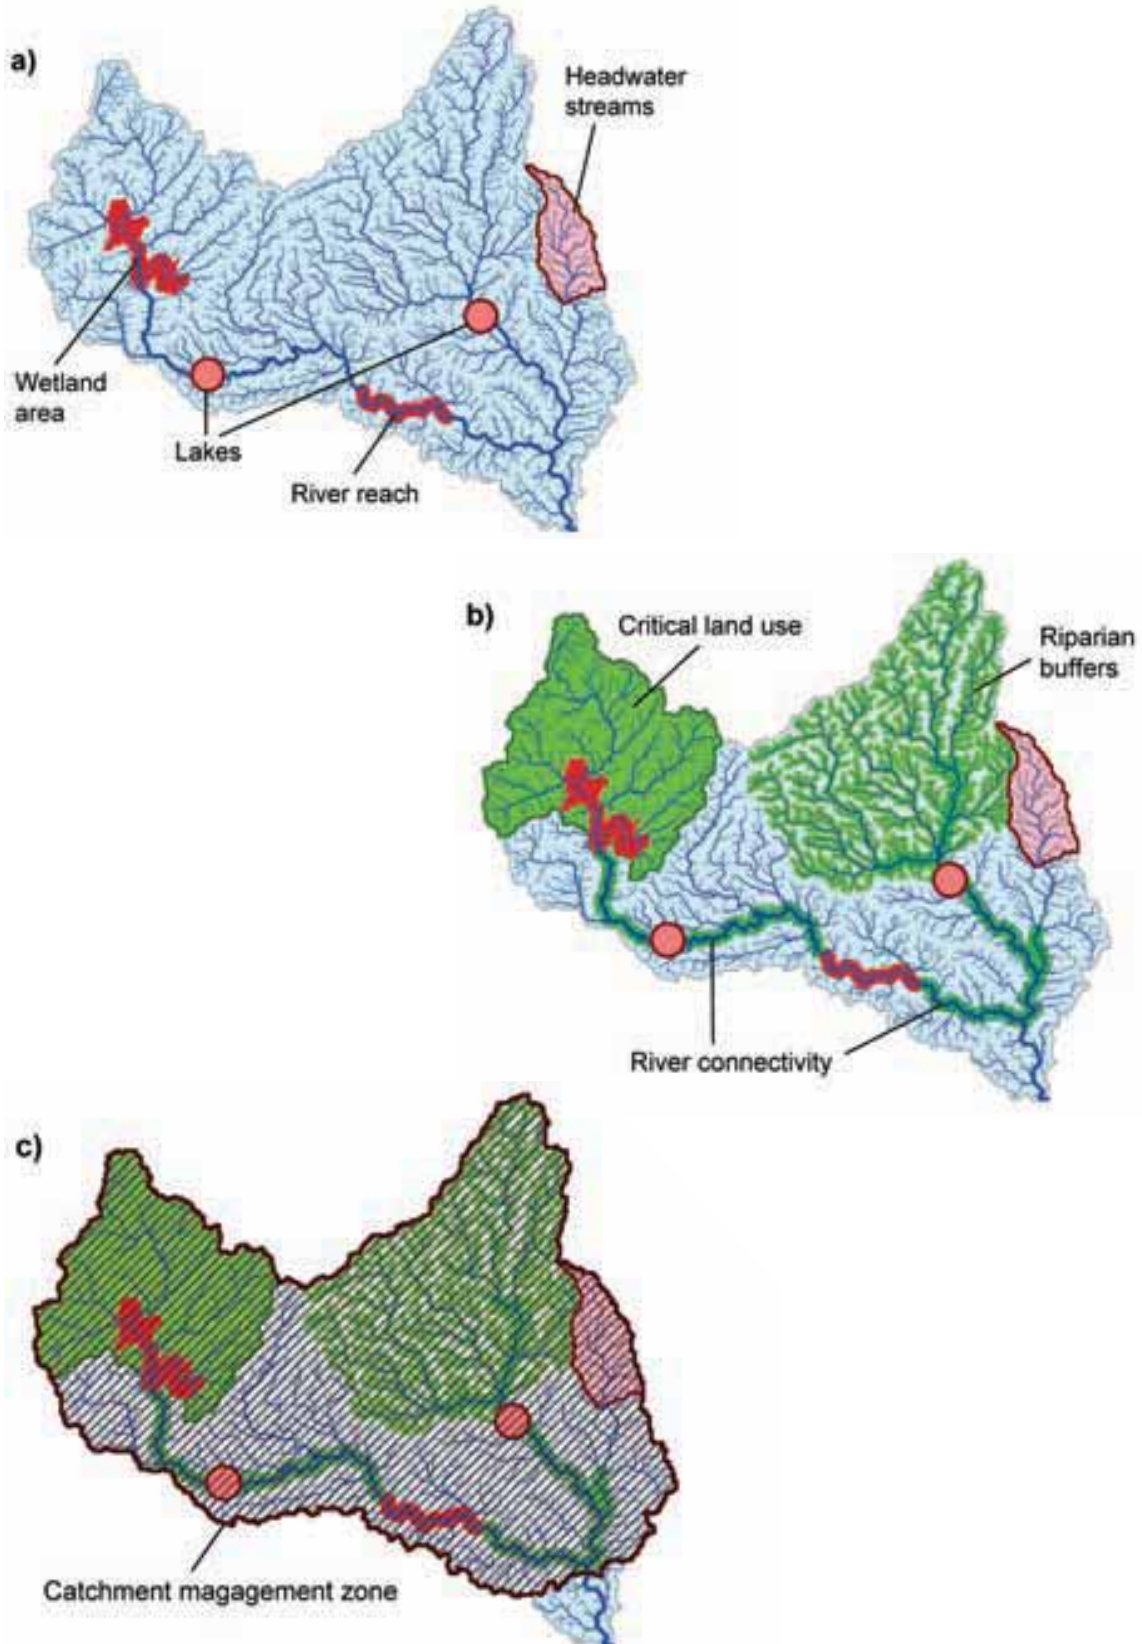 a)
Headwater
streams
Wetland
area
Lakes
River reach
b)
Critical land use
Riparian
buffers
River connectivity
c)
Catchment magagement zone